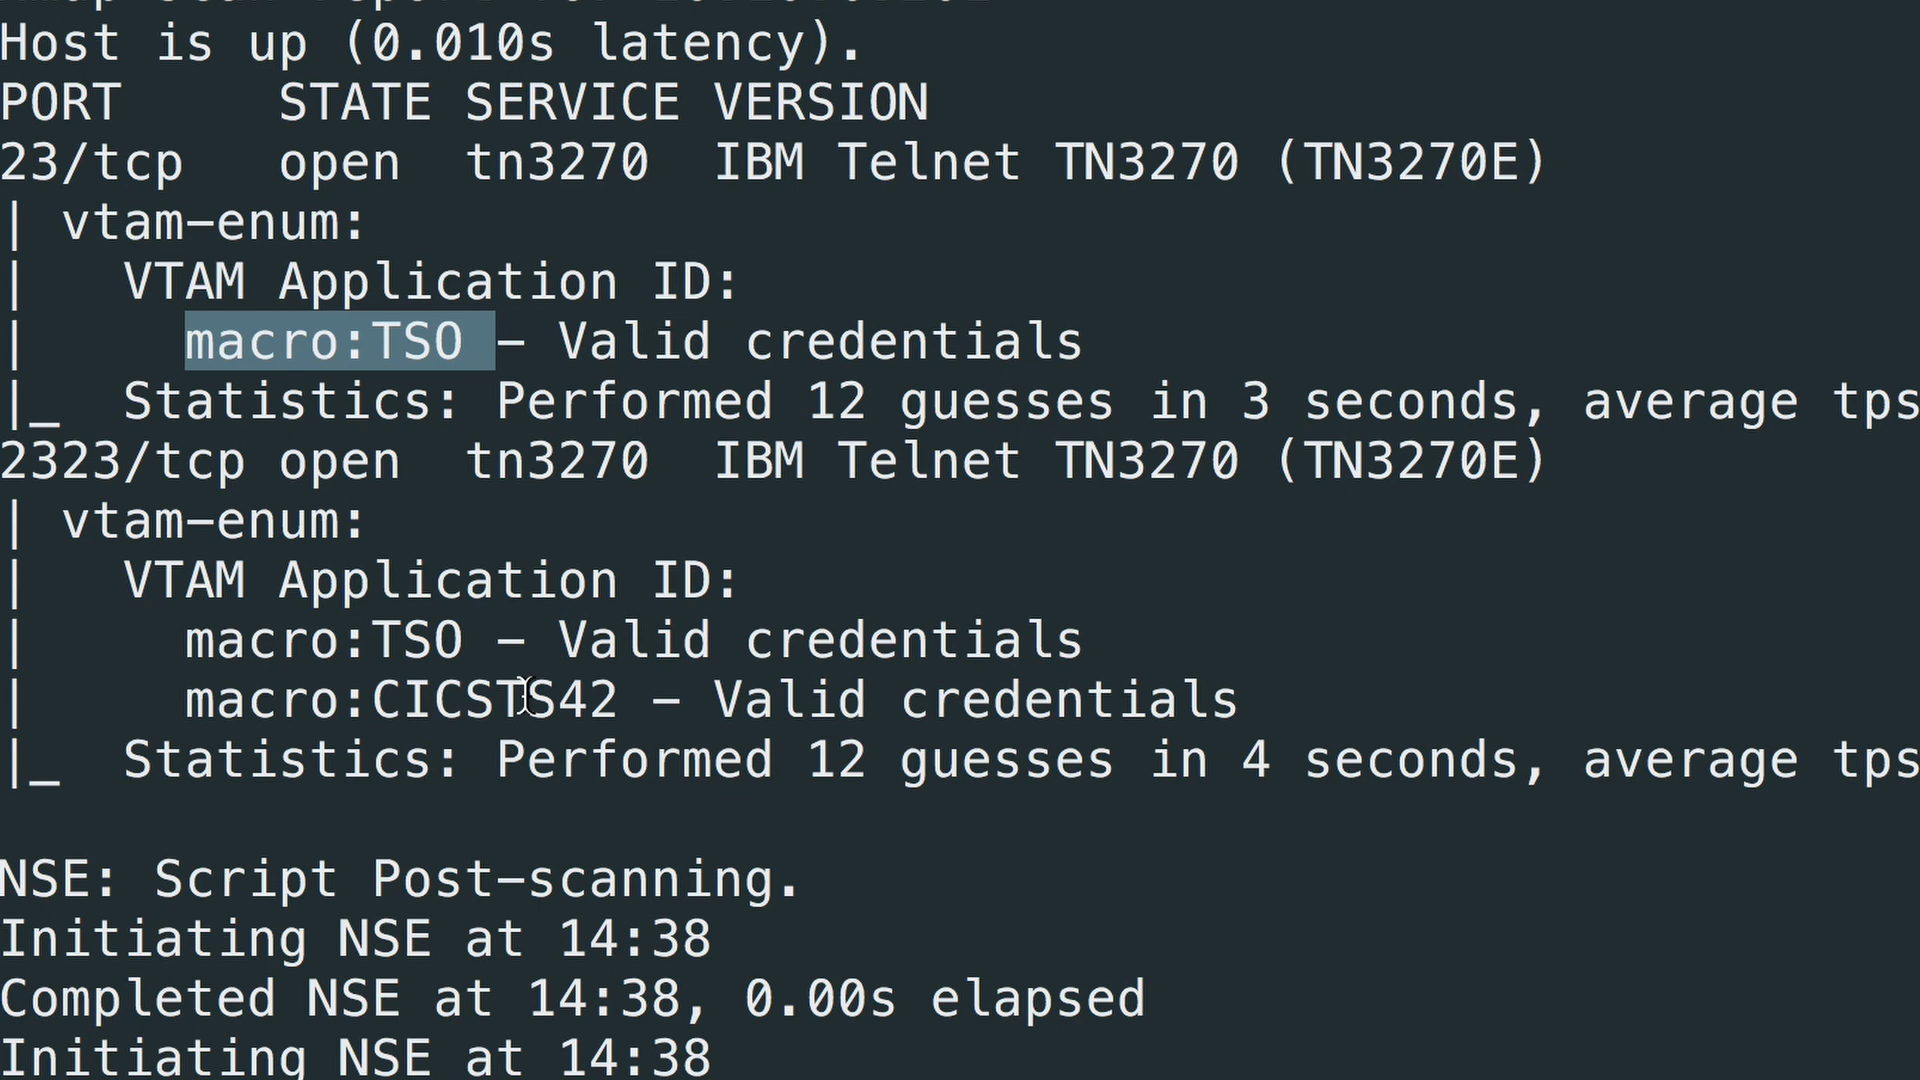 Host is up (0.010s latency).
PORT     STATE SERVICE VERSION
23/tcp   open  tn3270  IBM Telnet TN3270 (TN3270E)
| vtam-enum:
|   VTAM Application ID:
|     macro:TSO - Valid credentials
|_  Statistics: Performed 12 guesses in 3 seconds, average tps
2323/tcp open  tn3270  IBM Telnet TN3270 (TN3270E)
| vtam-enum:
|   VTAM Application ID:
|     macro:TSO - Valid credentials
|     macro:CICSTS42 - Valid credentials
|_  Statistics: Performed 12 guesses in 4 seconds, average tps
NSE: Script Post-scanning.
Initiating NSE at 14:38
Completed NSE at 14:38, 0.00s elapsed
Initiating NSE at 14:38